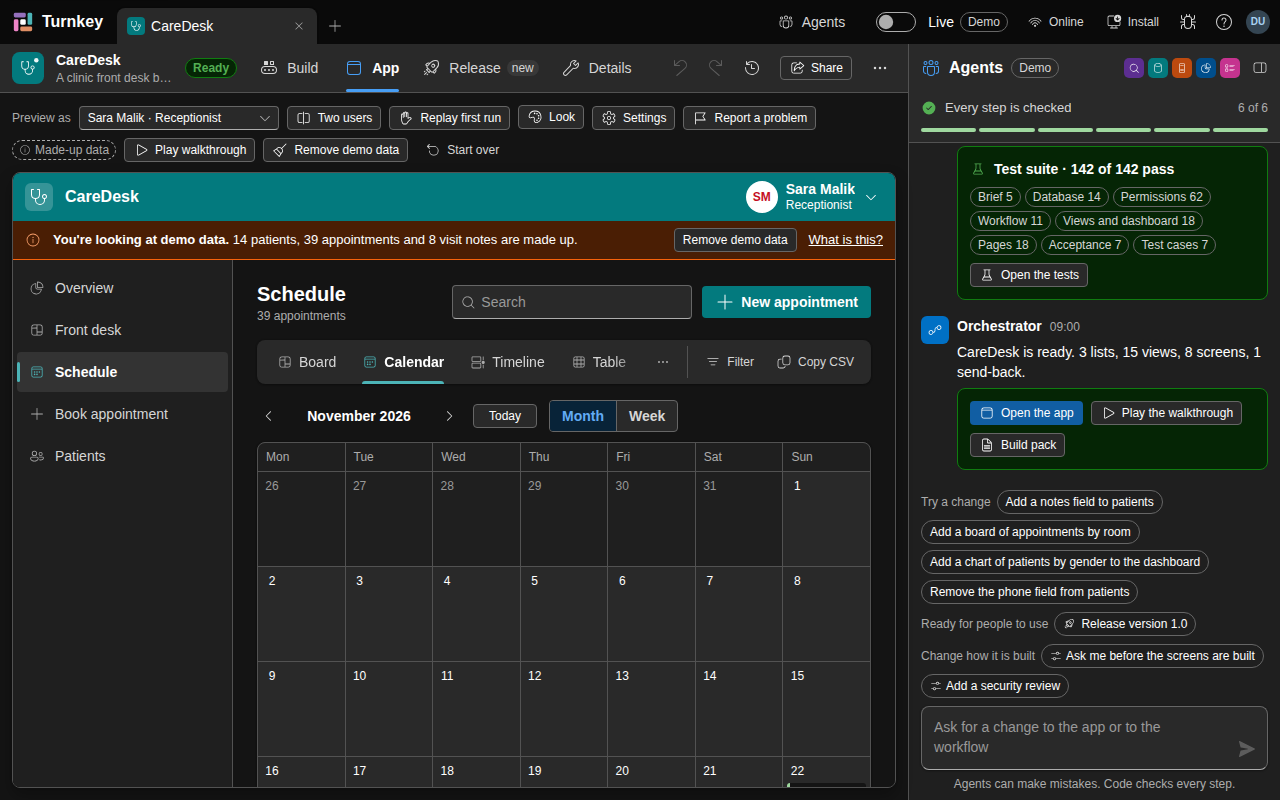 Turnkey
CareDesk
Agents
Live
Demo
Online
Install
DU
CareDesk
A clinic front desk b...
Ready
Build
App
Release new
Details
Share
Preview as
Sara Malik · Receptionist
Two users
Replay first run
Look
Settings
Report a problem
Made-up data
Play walkthrough
Remove demo data
Start over
CareDesk
SM
Sara Malik
Receptionist
You're looking at demo data. 14 patients, 39 appointments and 8 visit notes are made up.
Remove demo data
What is this?
Overview
Front desk
Schedule
Book appointment
Patients
Schedule
39 appointments
Search
New appointment
Board
Calendar
Timeline
Table
Filter
Copy CSV
November 2026
Today
Month
Week
Mon Tue Wed Thu Fri Sat Sun
26 27 28 29 30 31 1
2 3 4 5 6 7 8
9 10 11 12 13 14 15
16 17 18 19 20 21 22
Agents
Demo
Every step is checked
6 of 6
Test suite · 142 of 142 pass
Brief 5
Database 14
Permissions 62
Workflow 11
Views and dashboard 18
Pages 18
Acceptance 7
Test cases 7
Open the tests
Orchestrator 09:00
CareDesk is ready. 3 lists, 15 views, 8 screens, 1
send-back.
Open the app
Play the walkthrough
Build pack
Try a change
Add a notes field to patients
Add a board of appointments by room
Add a chart of patients by gender to the dashboard
Remove the phone field from patients
Ready for people to use
Release version 1.0
Change how it is built
Ask me before the screens are built
Add a security review
Ask for a change to the app or to the
workflow
Agents can make mistakes. Code checks every step.